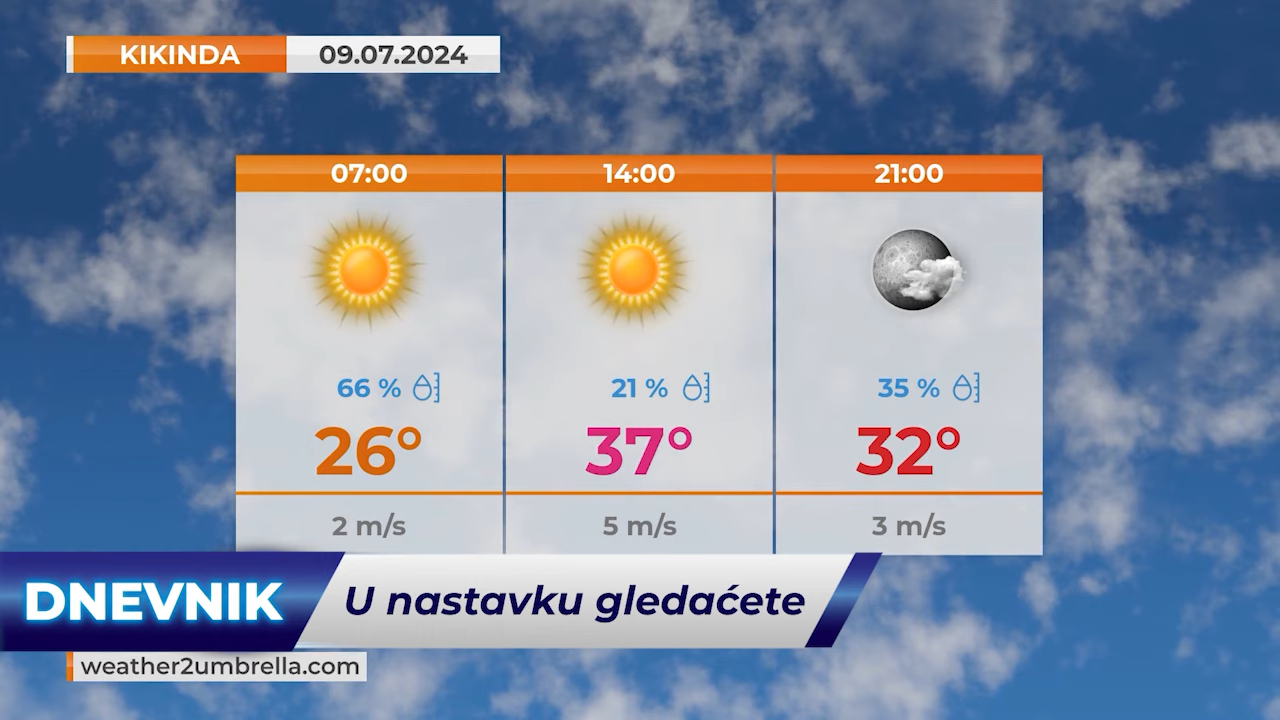 KIKINDA 09.07.2024
07:00 14:00 21:00
66 % 21 % 35 %
26° 37° 32°
2 m/s 5 m/s 3 m/s
DNEVNIK U nastavku gledaćete
weather2umbrella.com